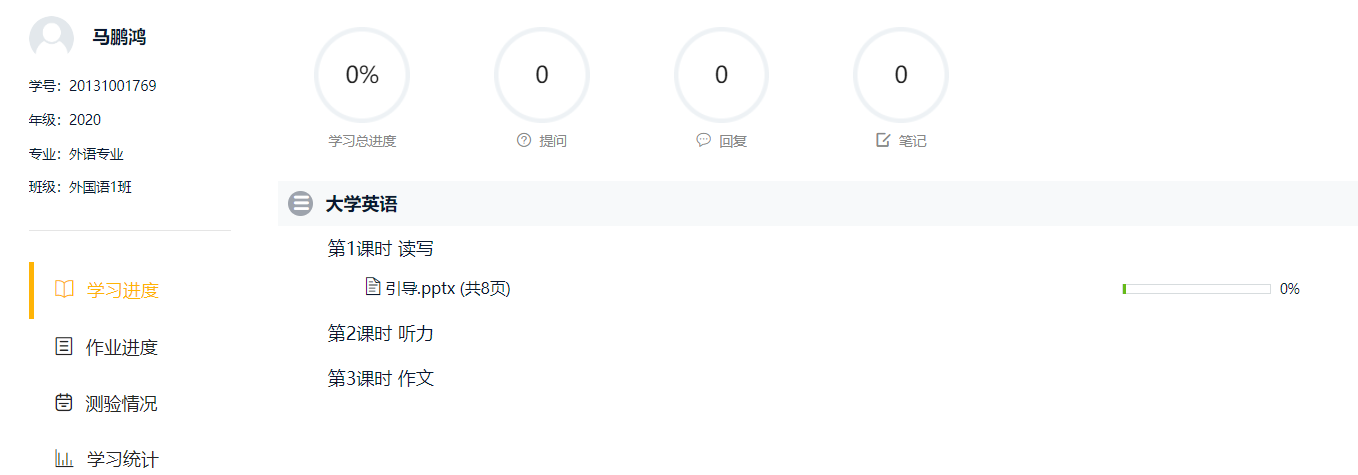 马鹏鸿
学号：20131001769
年级：2020
专业：外语专业
班级：外国语1班
学习进度
作业进度
测验情况
学习统计
0%
学习总进度
0
提问
0
回复
0
笔记
大学英语
第1课时 读写
引导.pptx (共8页)
0%
第2课时 听力
第3课时 作文